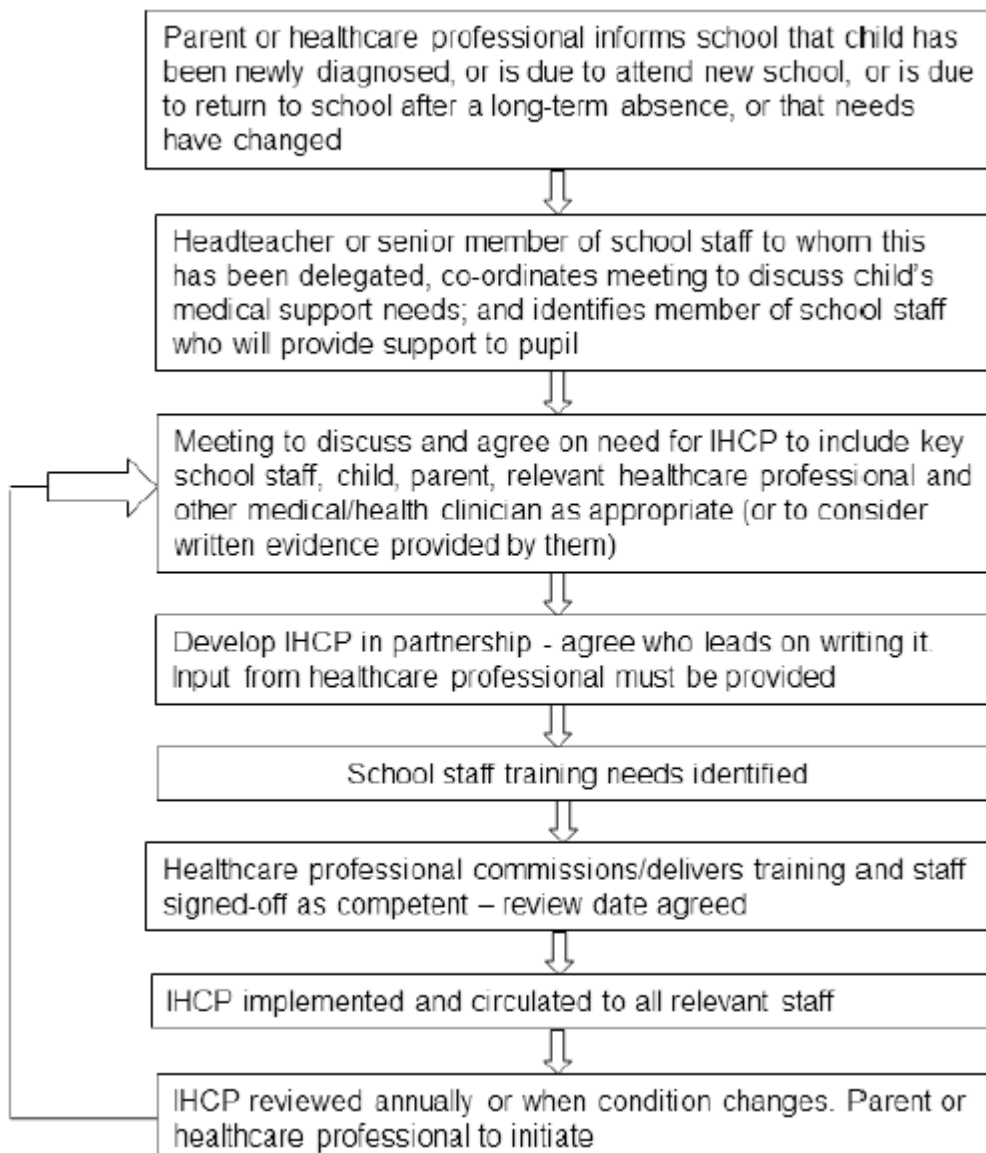 Parent or healthcare professional informs school that child has
been newly diagnosed, or is due to attend new school, or is due
to return to school after a long-term absence, or that needs
have changed
Headteacher or senior member of school staff to whom this
has been delegated, co-ordinates meeting to discuss child's
medical support needs; and identifies member of school staff
who will provide support to pupil
Meeting to discuss and agree on need for IHCP to include key
school staff, child, parent, relevant healthcare professional and
other medical/health clinician as appropriate (or to consider
written evidence provided by them)
Develop IHCP in partnership - agree who leads on writing it.
Input from healthcare professional must be provided
School staff training needs identified
Healthcare professional commissions/delivers training and staff
signed-off as competent – review date agreed
IHCP implemented and circulated to all relevant staff
IHCP reviewed annually or when condition changes. Parent or
healthcare professional to initiate